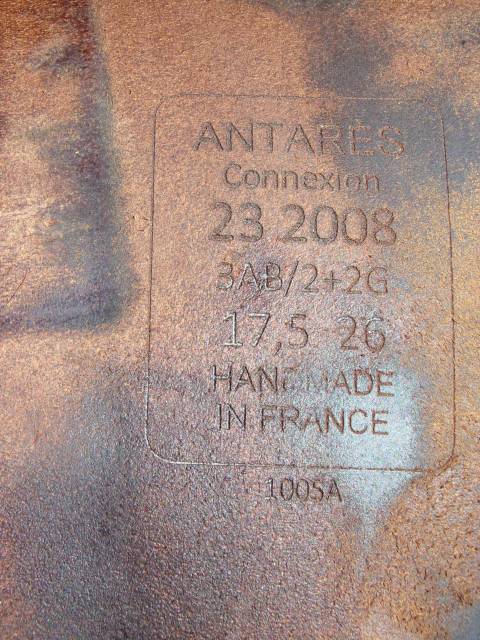 ANTARES
Connexion
23 2008
3AB/2+2G
17,5 26
HANDMADE
IN FRANCE
1005A